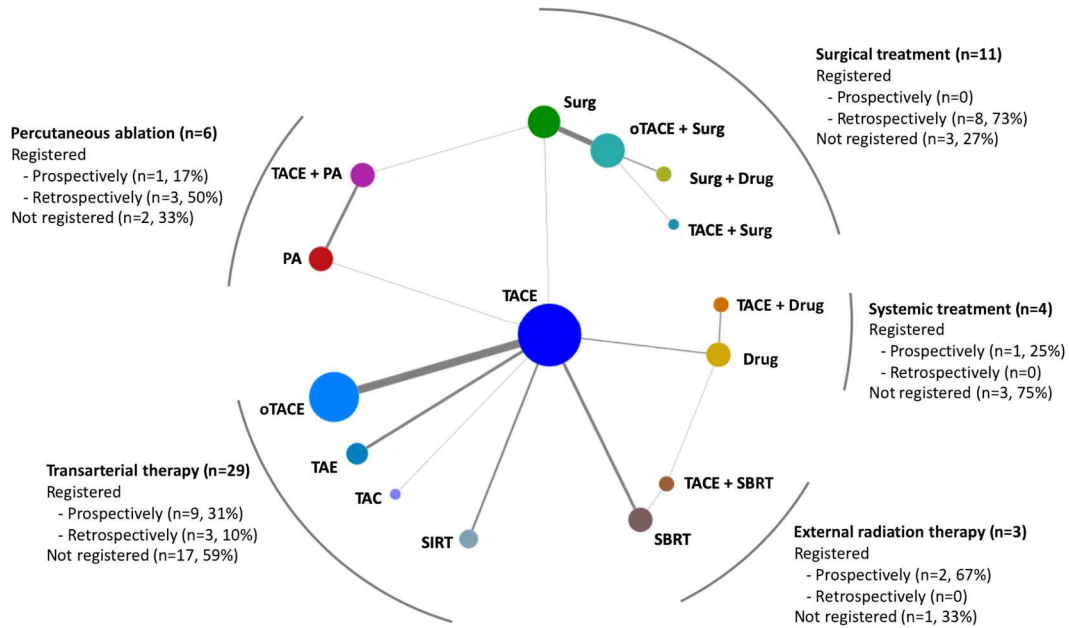 Surgical treatment (n=11)
Registered
- Prospectively (n=0)
- Retrospectively (n=8, 73%)
Not registered (n=3, 27%)
Percutaneous ablation (n=6)
Registered
- Prospectively (n=1, 17%)
- Retrospectively (n=3, 50%)
Not registered (n=2, 33%)
Surg
oTACE + Surg
Surg + Drug
TACE + Surg
TACE + PA
PA
TACE
TACE + Drug
Drug
Systemic treatment (n=4)
Registered
- Prospectively (n=1, 25%)
- Retrospectively (n=0)
Not registered (n=3, 75%)
oTACE
TAE
TAC
SIRT
SBRT
TACE + SBRT
Transarterial therapy (n=29)
Registered
- Prospectively (n=9, 31%)
- Retrospectively (n=3, 10%)
Not registered (n=17, 59%)
External radiation therapy (n=3)
Registered
- Prospectively (n=2, 67%)
- Retrospectively (n=0)
Not registered (n=1, 33%)